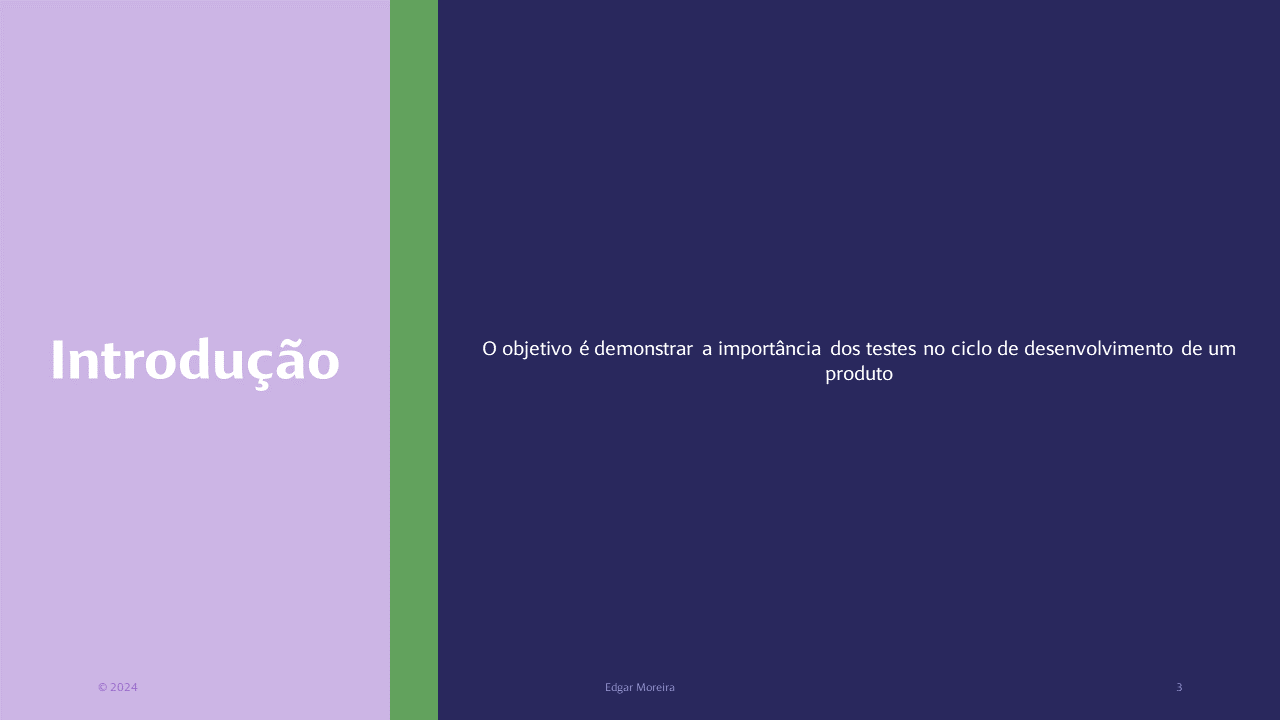 Introdução
O objetivo é demonstrar a importância dos testes no ciclo de desenvolvimento de um
produto
© 2024
Edgar Moreira
3